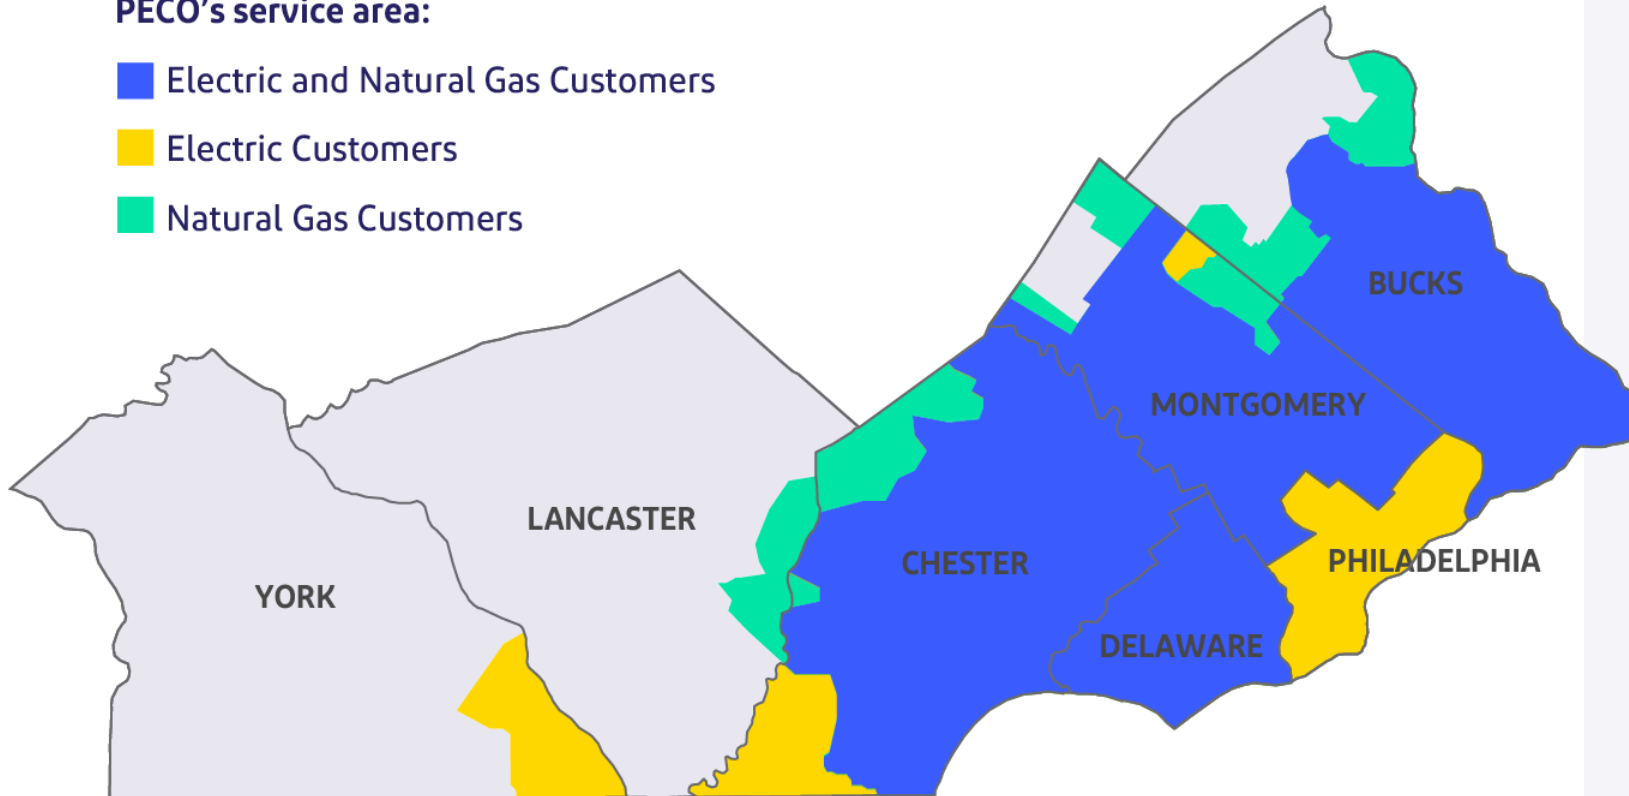 PECO's service area:
Electric and Natural Gas Customers
Electric Customers
Natural Gas Customers
BUCKS
MONTGOMERY
LANCASTER
CHESTER
PHILADELPHIA
YORK
DELAWARE